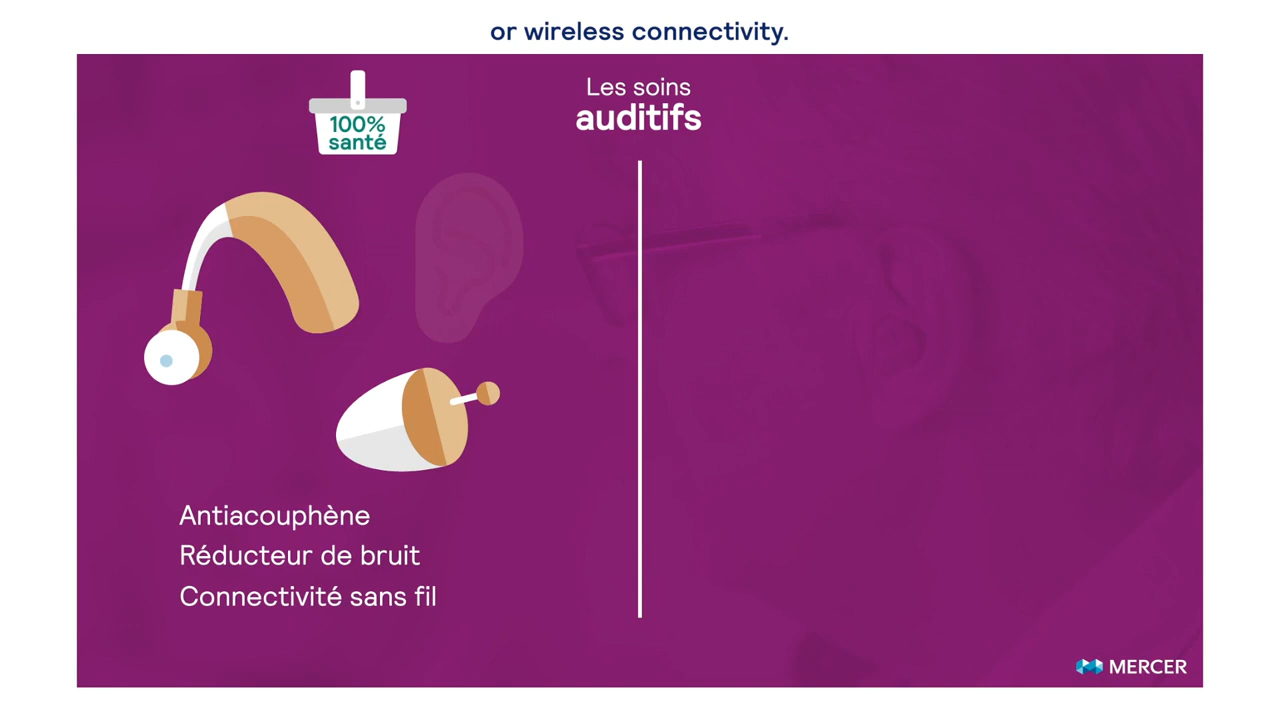 or wireless connectivity.
100%
santé
Les soins
auditifs
Antiacouphène
Réducteur de bruit
Connectivité sans fil
MERCER